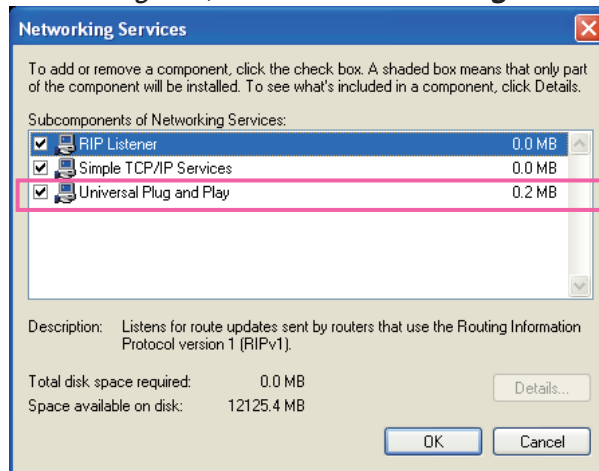 Networking Services
To add or remove a component, click the check box. A shaded box means that only part
of the component will be installed. To see what's included in a component, click Details.
Subcomponents of Networking Services:
RIP Listener 0.0 MB
Simple TCP/IP Services 0.0 MB
Universal Plug and Play 0.2 MB
Description: Listens for route updates sent by routers that use the Routing Information
Protocol version 1 (RIPv1).
Total disk space required: 0.0 MB
Details...
Space available on disk: 12125.4 MB
OK Cancel